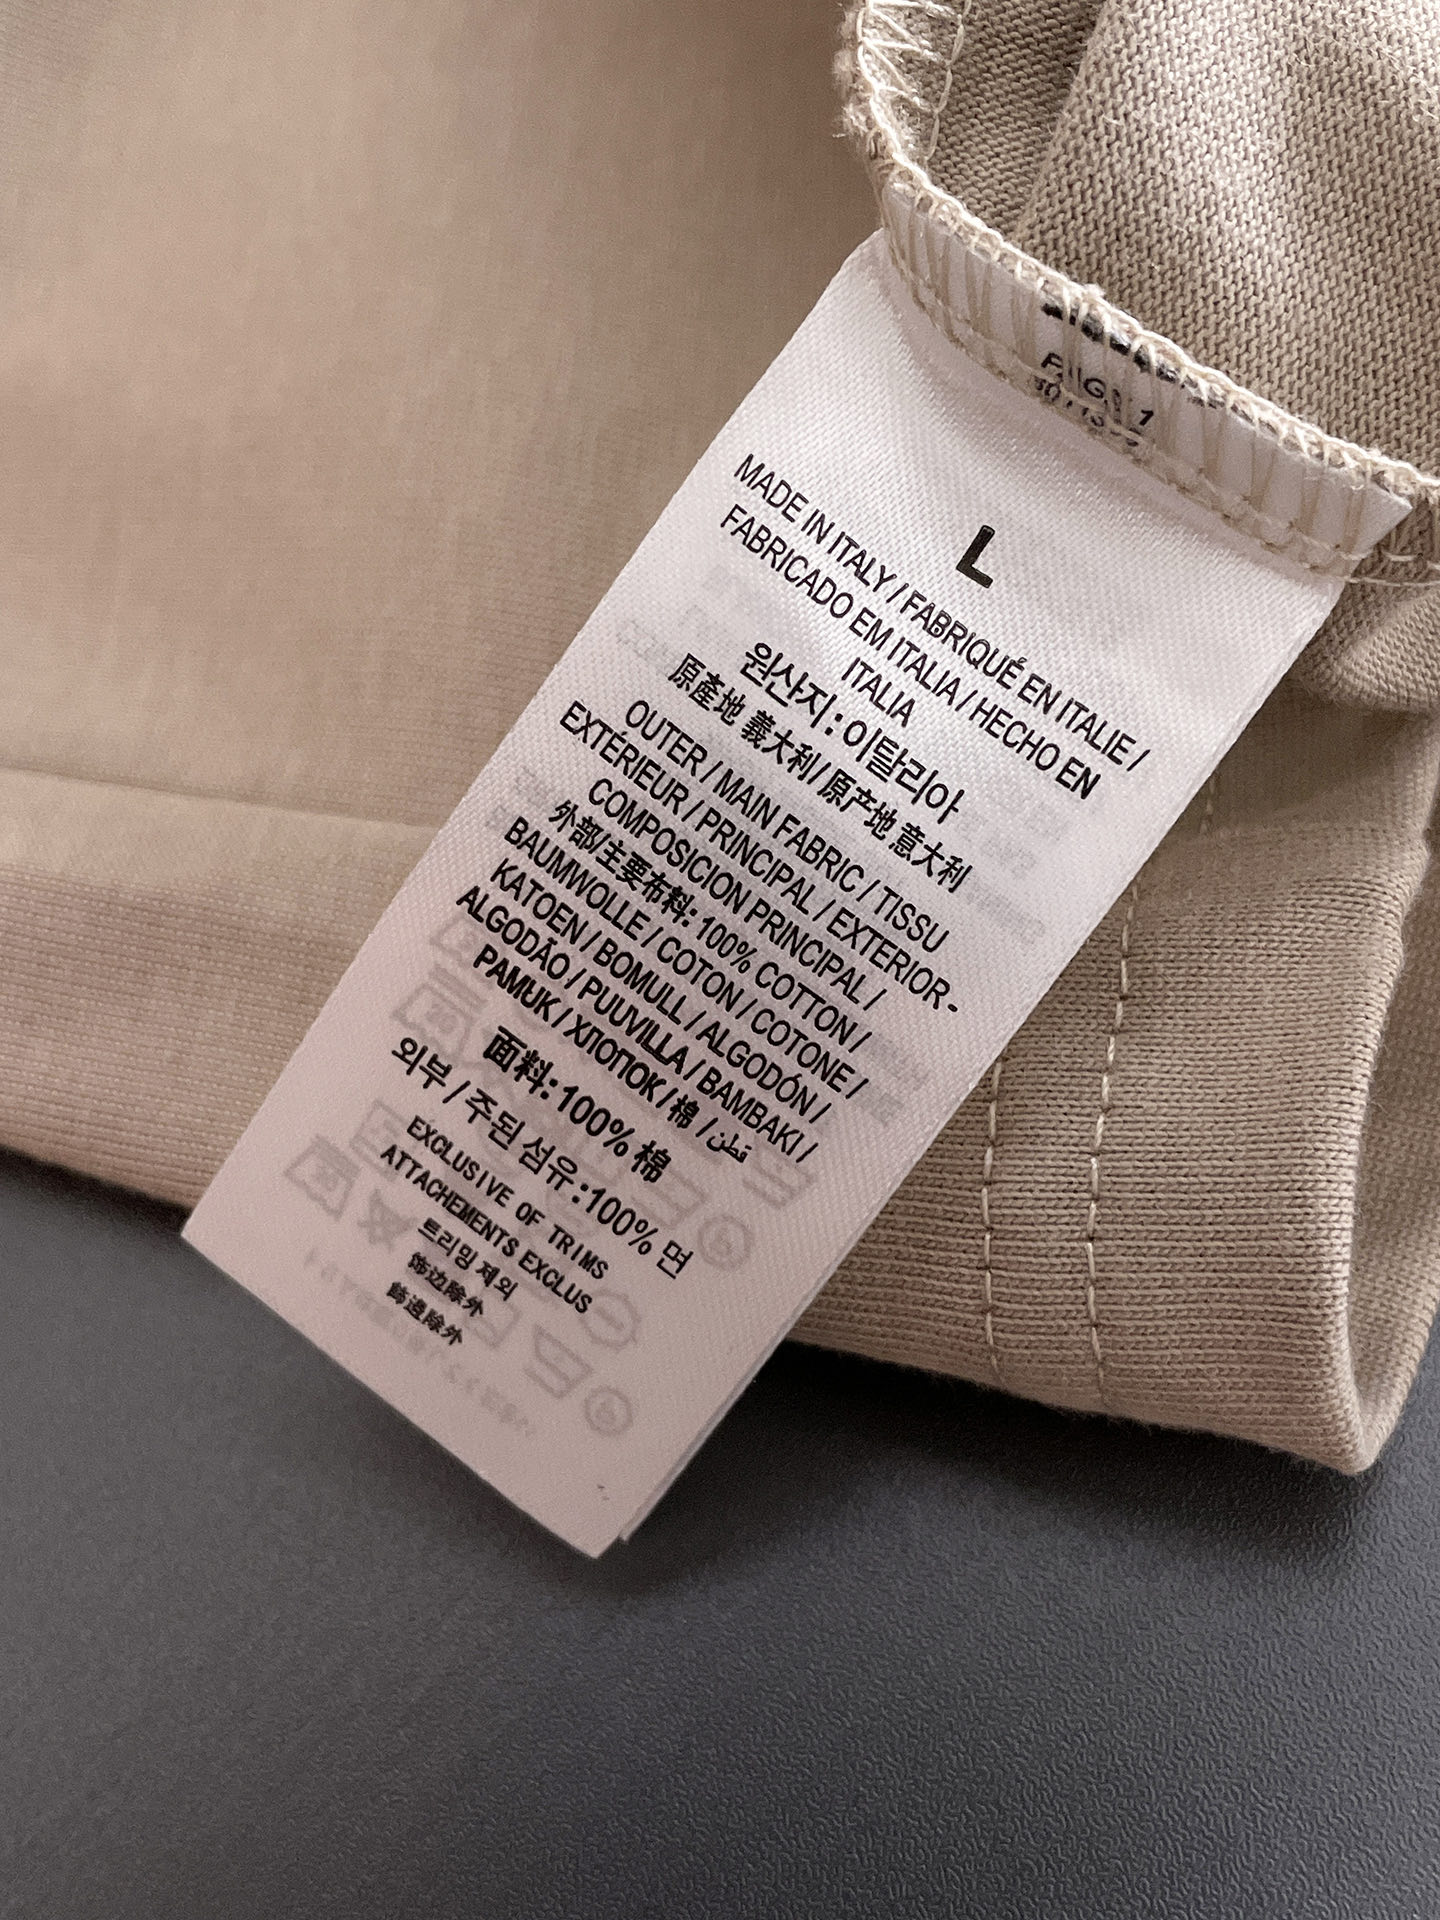 L
MADE IN ITALY / FABRIQUÉ EN ITALIE /
FABRICADO EM ITALIA / HECHO EN
ITALIA
원산지 : 이탈리아
原產地 義大利 / 原产地 意大利
OUTER / MAIN FABRIC / TISSU
EXTÉRIEUR / PRINCIPAL / EXTERIOR -
COMPOSICION PRINCIPAL /
外部/主要布料: 100% COTTON /
BAUMWOLLE / COTON / COTONE /
KATOEN / BOMULL / ALGODÓN /
ALGODÃO / PUUVILLA / BAMBAKI /
PAMUK / ХЛОПОК / 棉 / قطن
面料: 100% 棉
외부 / 주된 섬유 : 100% 면
EXCLUSIVE OF TRIMS
ATTACHEMENTS EXCLUS
트리밍 제외
饰边除外
飾邊除外